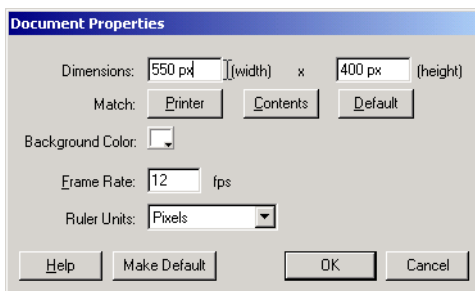 Document Properties
Dimensions: 550 px (width) x 400 px (height)
Match: Printer Contents Default
Background Color:
Frame Rate: 12 fps
Ruler Units: Pixels
Help Make Default OK Cancel